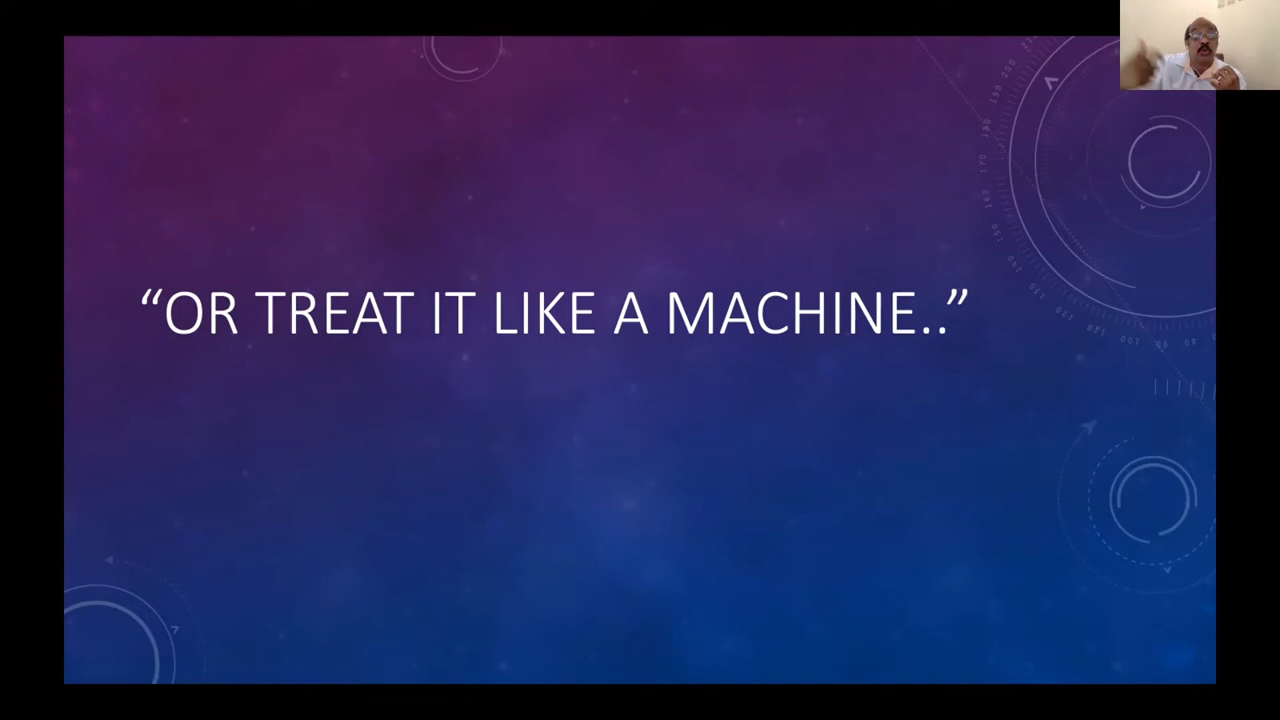 “OR TREAT IT LIKE A MACHINE..”